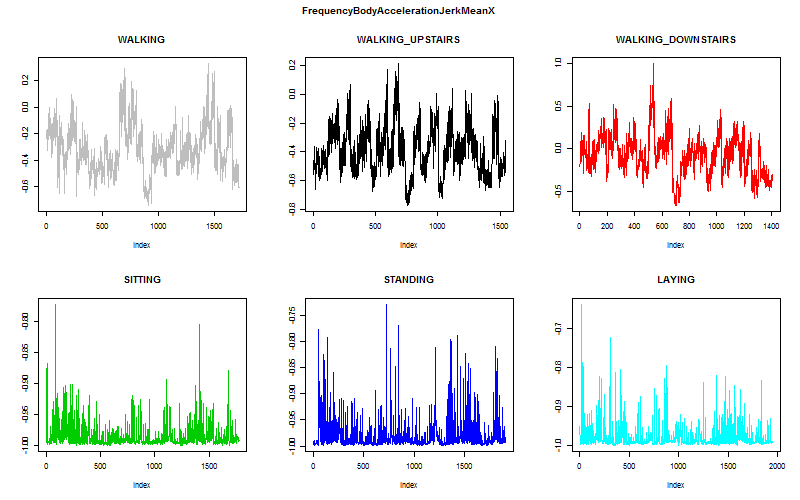 FrequencyBodyAccelerationJerkMeanX
WALKING
WALKING_UPSTAIRS
WALKING_DOWNSTAIRS
0.2
0.0
-0.2
-0.4
-0.6
0 500 1000 1500
Index
0.2
0.0
-0.2
-0.4
-0.6
-0.8
0 500 1000 1500
Index
1.0
0.5
0.0
-0.5
0 200 400 600 800 1000 1200 1400
Index
SITTING
STANDING
LAYING
-0.80
-0.85
-0.90
-0.95
-1.00
0 500 1000 1500
Index
-0.75
-0.80
-0.85
-0.90
-0.95
-1.00
0 500 1000 1500
Index
-0.7
-0.8
-0.9
-1.0
0 500 1000 1500 2000
Index